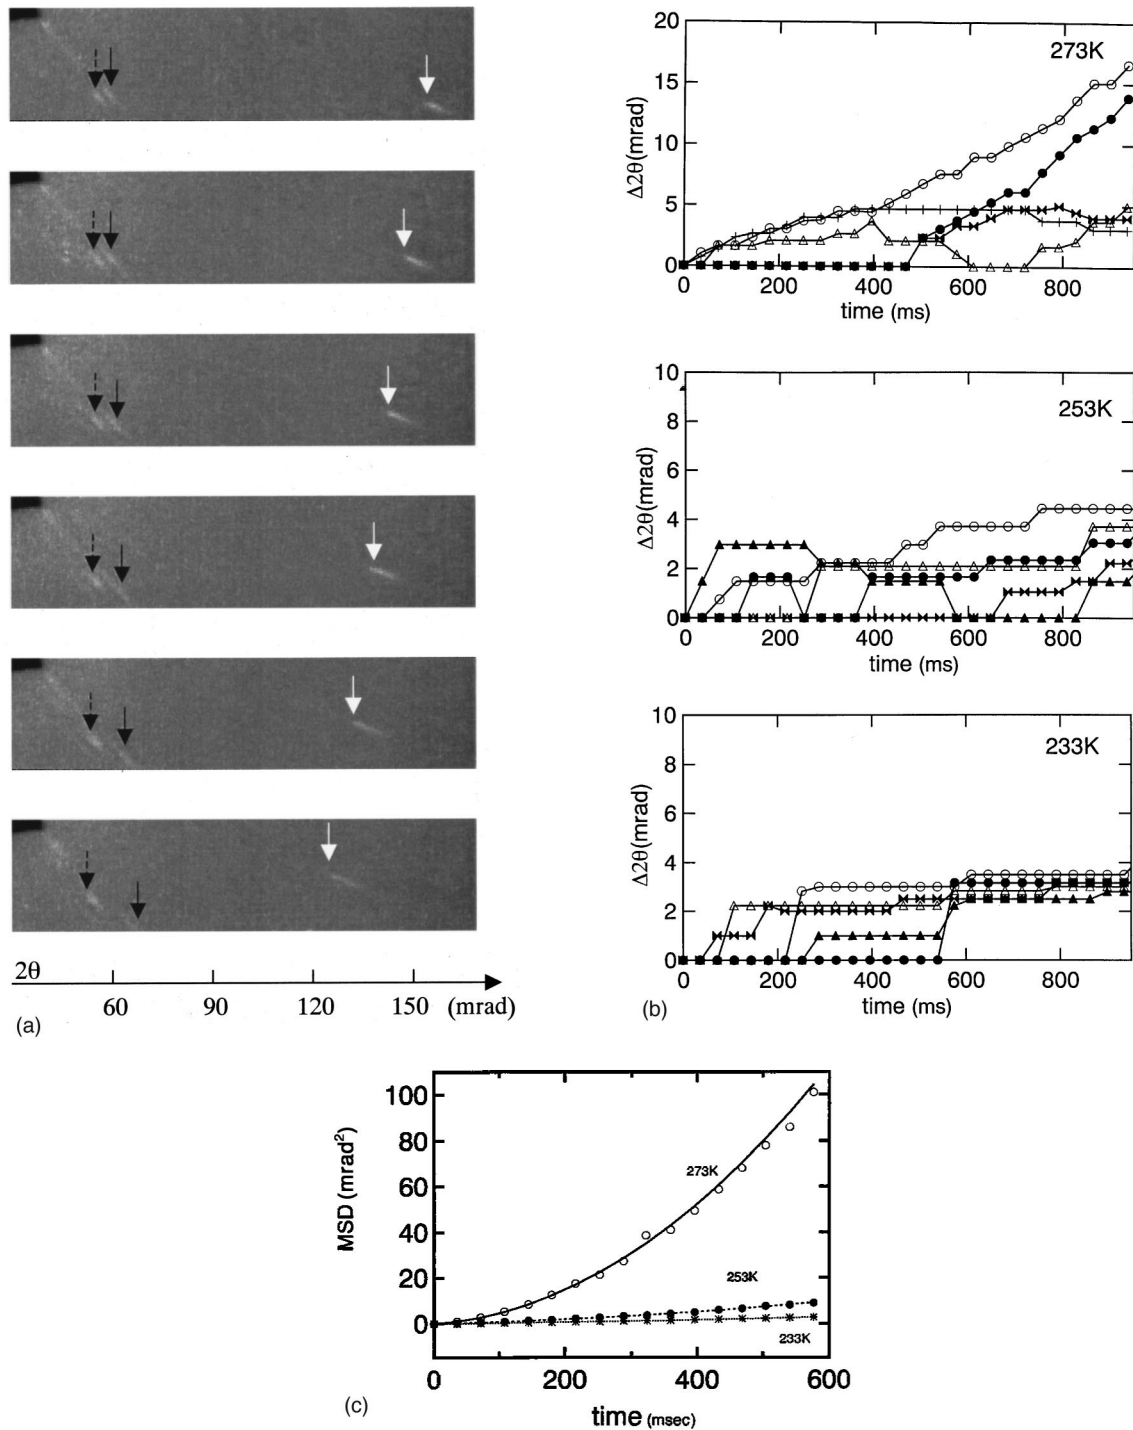 2θ
60 90 120 150 (mrad)
(a)
273K
20
15
10
5
0
Δ2θ(mrad)
0 200 400 600 800
time (ms)
253K
10
8
6
4
2
0
Δ2θ(mrad)
0 200 400 600 800
time (ms)
233K
10
8
6
4
2
0
Δ2θ(mrad)
0 200 400 600 800
time (ms)
(b)
100
80
60
40
20
0
MSD (mrad²)
273K
253K
233K
0 200 400 600
time (msec)
(c)